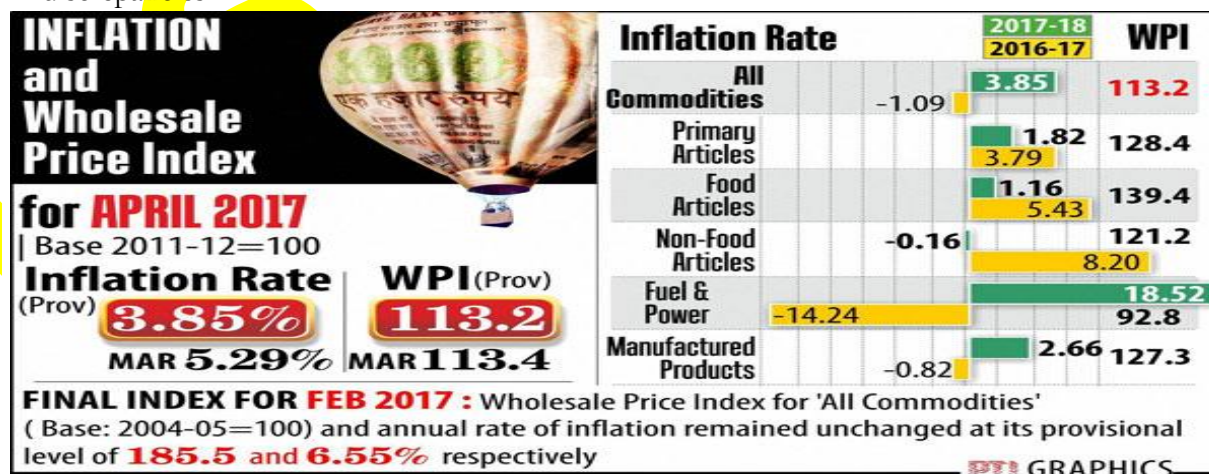 INFLATION
and
Wholesale
Price Index
एक हज़ार रुपये
for APRIL 2017
Base 2011-12=100
Inflation Rate
(Prov)
3.85%
MAR 5.29%
WPI (Prov)
113.2
MAR 113.4
Inflation Rate
2017-18
2016-17
WPI
All
Commodities
3.85
-1.09
113.2
Primary
Articles
1.82
3.79
128.4
Food
Articles
1.16
5.43
139.4
Non-Food
Articles
-0.16
8.20
121.2
Fuel &
Power
18.52
-14.24
92.8
Manufactured
Products
2.66
-0.82
127.3
FINAL INDEX FOR FEB 2017 : Wholesale Price Index for 'All Commodities'
( Base: 2004-05=100) and annual rate of inflation remained unchanged at its provisional
level of 185.5 and 6.55% respectively
PTI GRAPHICS